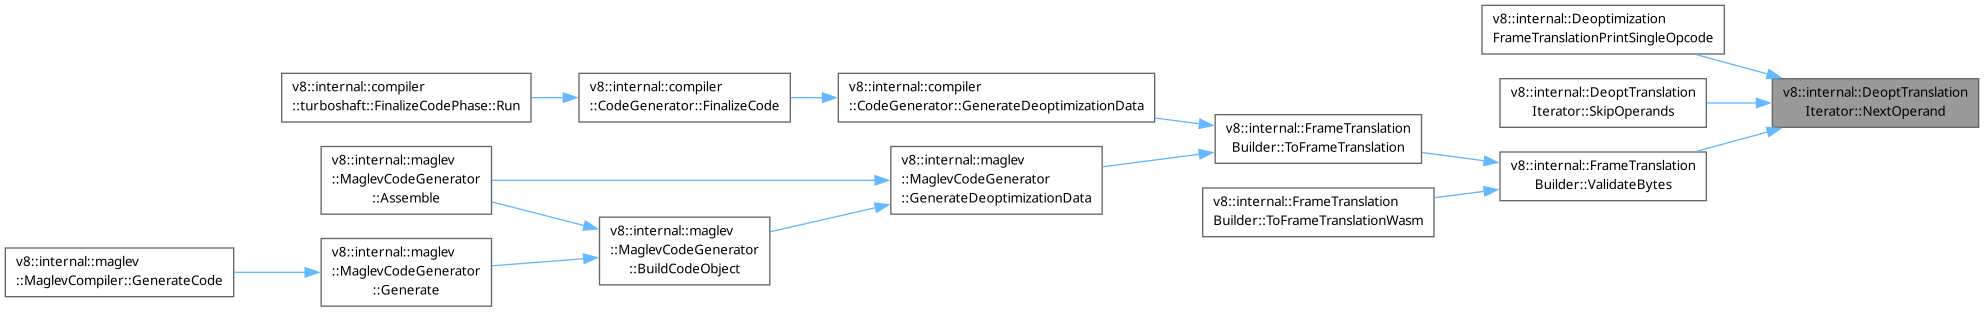 v8::internal::Deoptimization
FrameTranslationPrintSingleOpcode
v8::internal::compiler
::turboshaft::FinalizeCodePhase::Run
v8::internal::compiler
::CodeGenerator::FinalizeCode
v8::internal::compiler
::CodeGenerator::GenerateDeoptimizationData
v8::internal::DeoptTranslation
Iterator::SkipOperands
v8::internal::DeoptTranslation
Iterator::NextOperand
v8::internal::FrameTranslation
Builder::ToFrameTranslation
v8::internal::maglev
::MaglevCodeGenerator
::Assemble
v8::internal::maglev
::MaglevCodeGenerator
::GenerateDeoptimizationData
v8::internal::FrameTranslation
Builder::ValidateBytes
v8::internal::FrameTranslation
Builder::ToFrameTranslationWasm
v8::internal::maglev
::MaglevCodeGenerator
::BuildCodeObject
v8::internal::maglev
::MaglevCompiler::GenerateCode
v8::internal::maglev
::MaglevCodeGenerator
::Generate